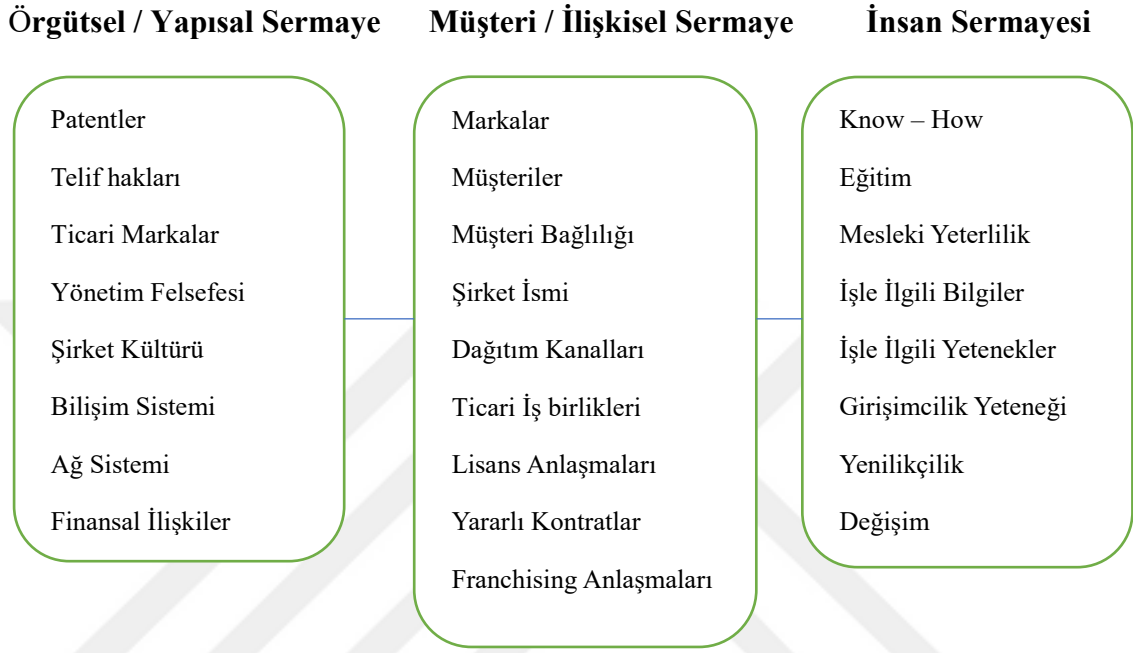 Örgütsel / Yapısal Sermaye
Müşteri / İlişkisel Sermaye
İnsan Sermayesi
Patentler
Telif hakları
Ticari Markalar
Yönetim Felsefesi
Şirket Kültürü
Bilişim Sistemi
Ağ Sistemi
Finansal İlişkiler
Markalar
Müşteriler
Müşteri Bağlılığı
Şirket İsmi
Dağıtım Kanalları
Ticari İş birlikleri
Lisans Anlaşmaları
Yararlı Kontratlar
Franchising Anlaşmaları
Know – How
Eğitim
Mesleki Yeterlilik
İşle İlgili Bilgiler
İşle İlgili Yetenekler
Girişimcilik Yeteneği
Yenilikçilik
Değişim